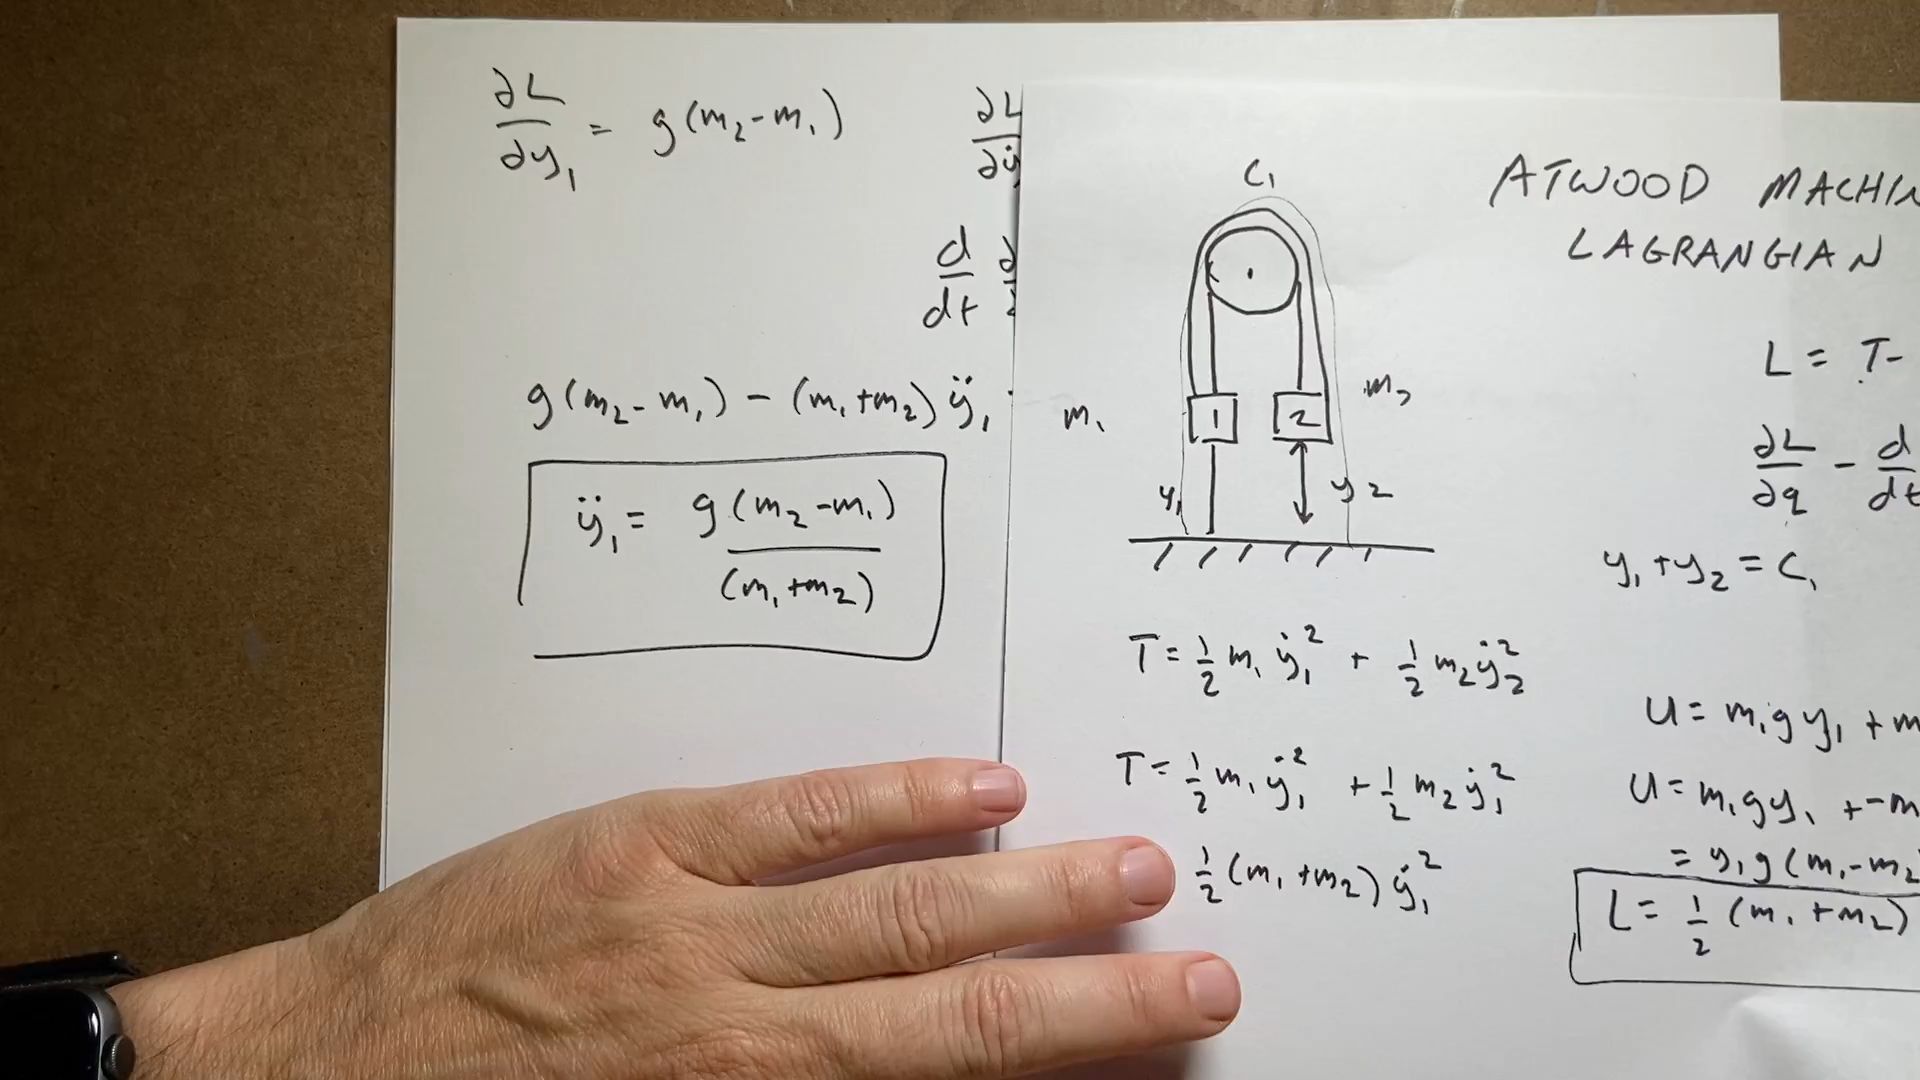 ∂L/∂y₁ = g(m₂-m₁)
∂L/∂ẏ
d/dt ∂
g(m₂-m₁) - (m₁+m₂)ÿ₁
ÿ₁ = g(m₂-m₁)/(m₁+m₂)
ATWOOD MACHIN
LAGRANGIAN
C₁
1
2
m₁
m₂
y₁
y2
L = T-
∂L/∂q - d/dt
y₁+y₂=C₁
T=½m₁ẏ₁² + ½m₂ẏ₂²
T=½m₁ẏ₁² +½m₂ẏ₁²
½(m₁+m₂)ẏ₁²
U=m₁gy₁+m
U=m₁gy₁+-m
=y₁g(m₁-m₂
L=½(m₁+m₂)